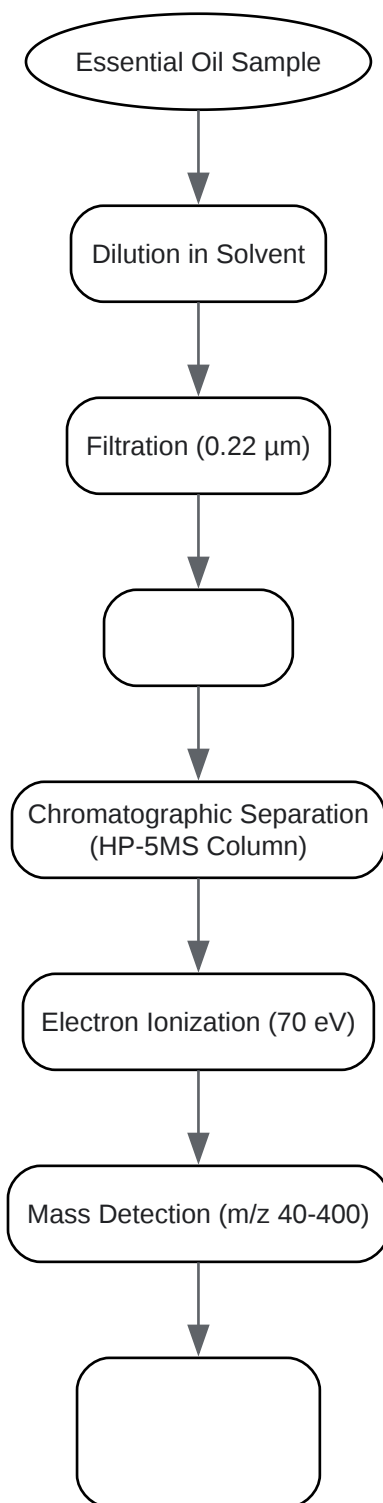 Essential Oil Sample
Dilution in Solvent
Filtration (0.22 µm)
Chromatographic Separation
(HP-5MS Column)
Electron Ionization (70 eV)
Mass Detection (m/z 40-400)